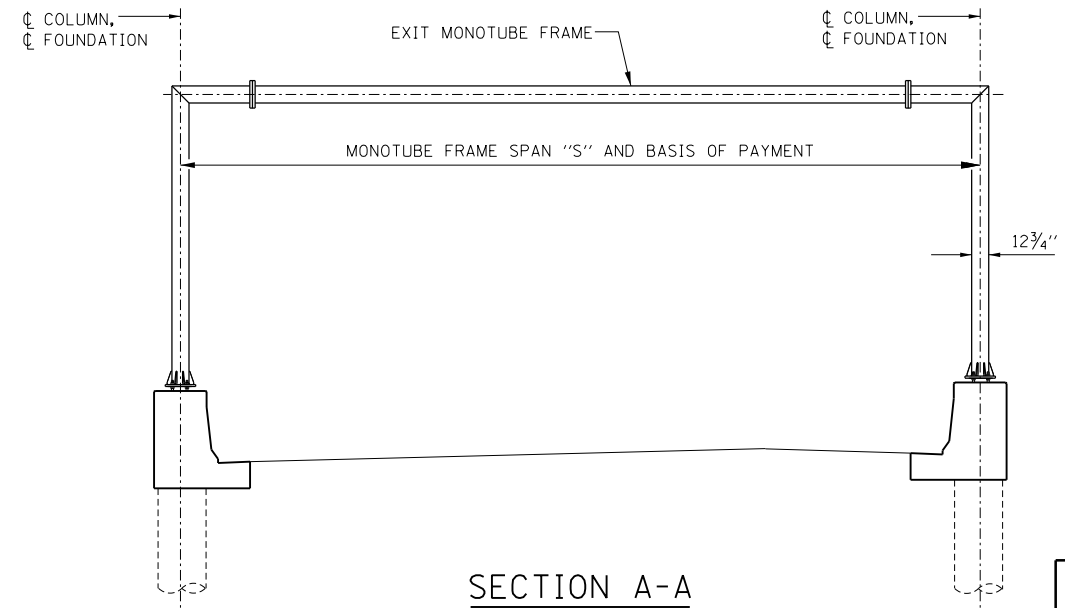 ℄ COLUMN,
℄ FOUNDATION
EXIT MONOTUBE FRAME
℄ COLUMN,
℄ FOUNDATION
MONOTUBE FRAME SPAN "S" AND BASIS OF PAYMENT
12¾"
SECTION A-A